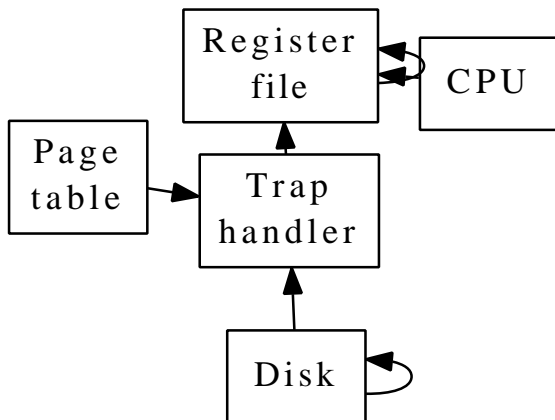 Register
file
CPU
Page
table
Trap
handler
Disk